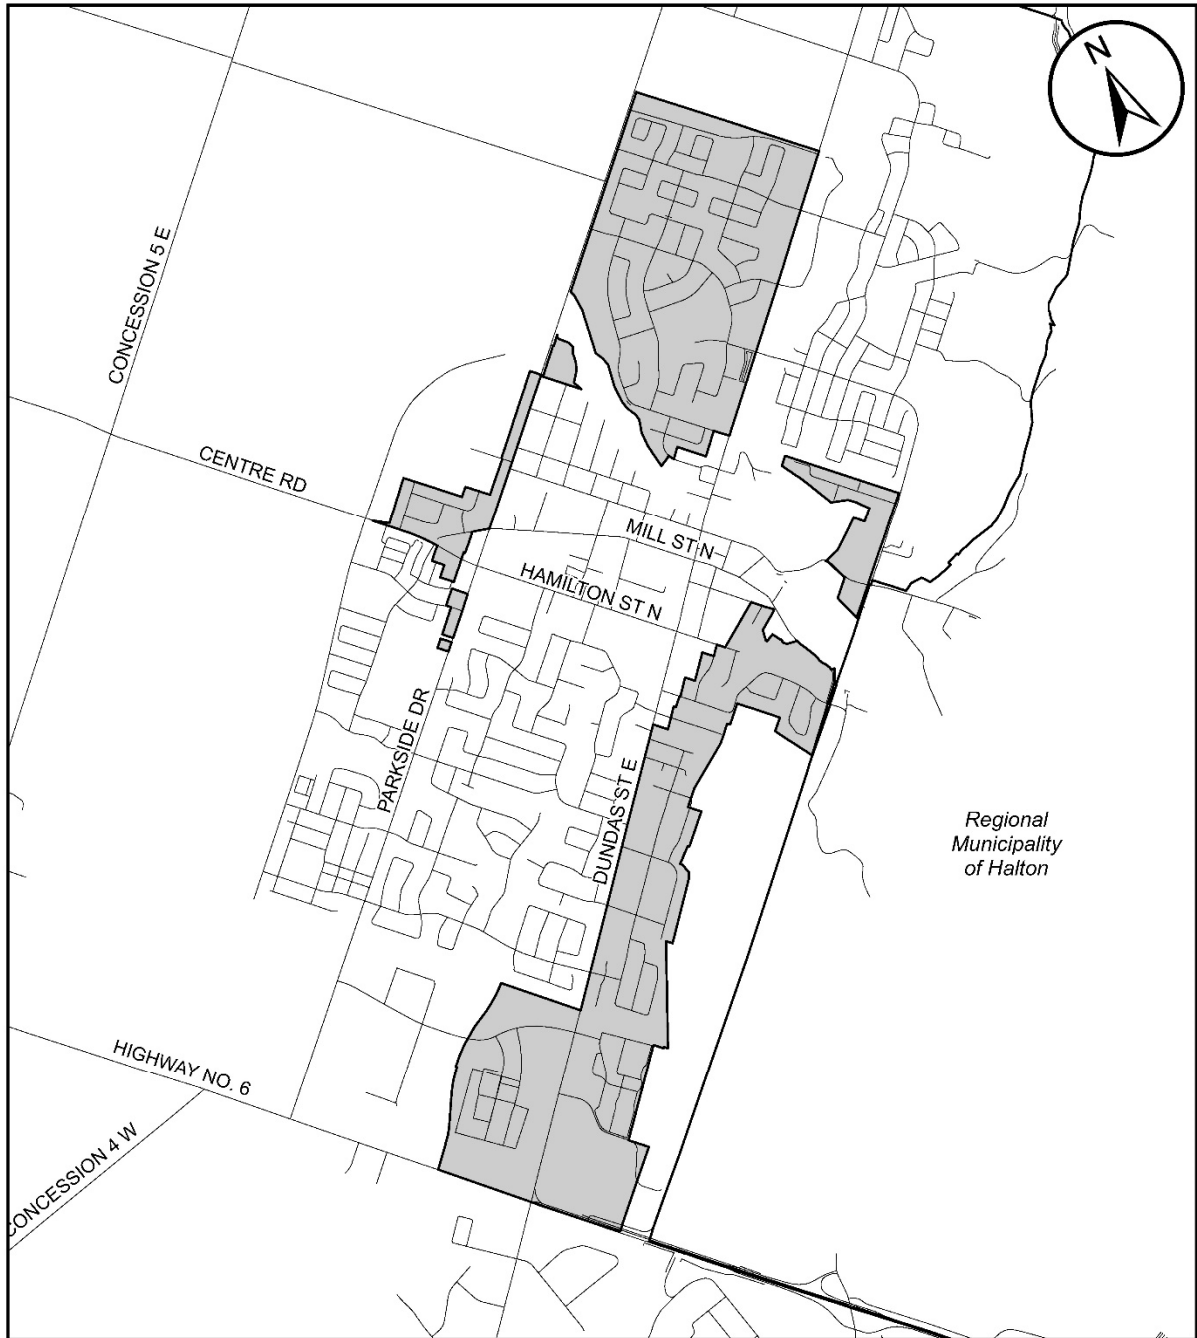 N
CONCESSION 5 E
CENTRE RD
MILL ST N
HAMILTON ST N
PARKSIDE DR
DUNDAS ST E
Regional
Municipality
of Halton
HIGHWAY NO. 6
CONCESSION 4 W